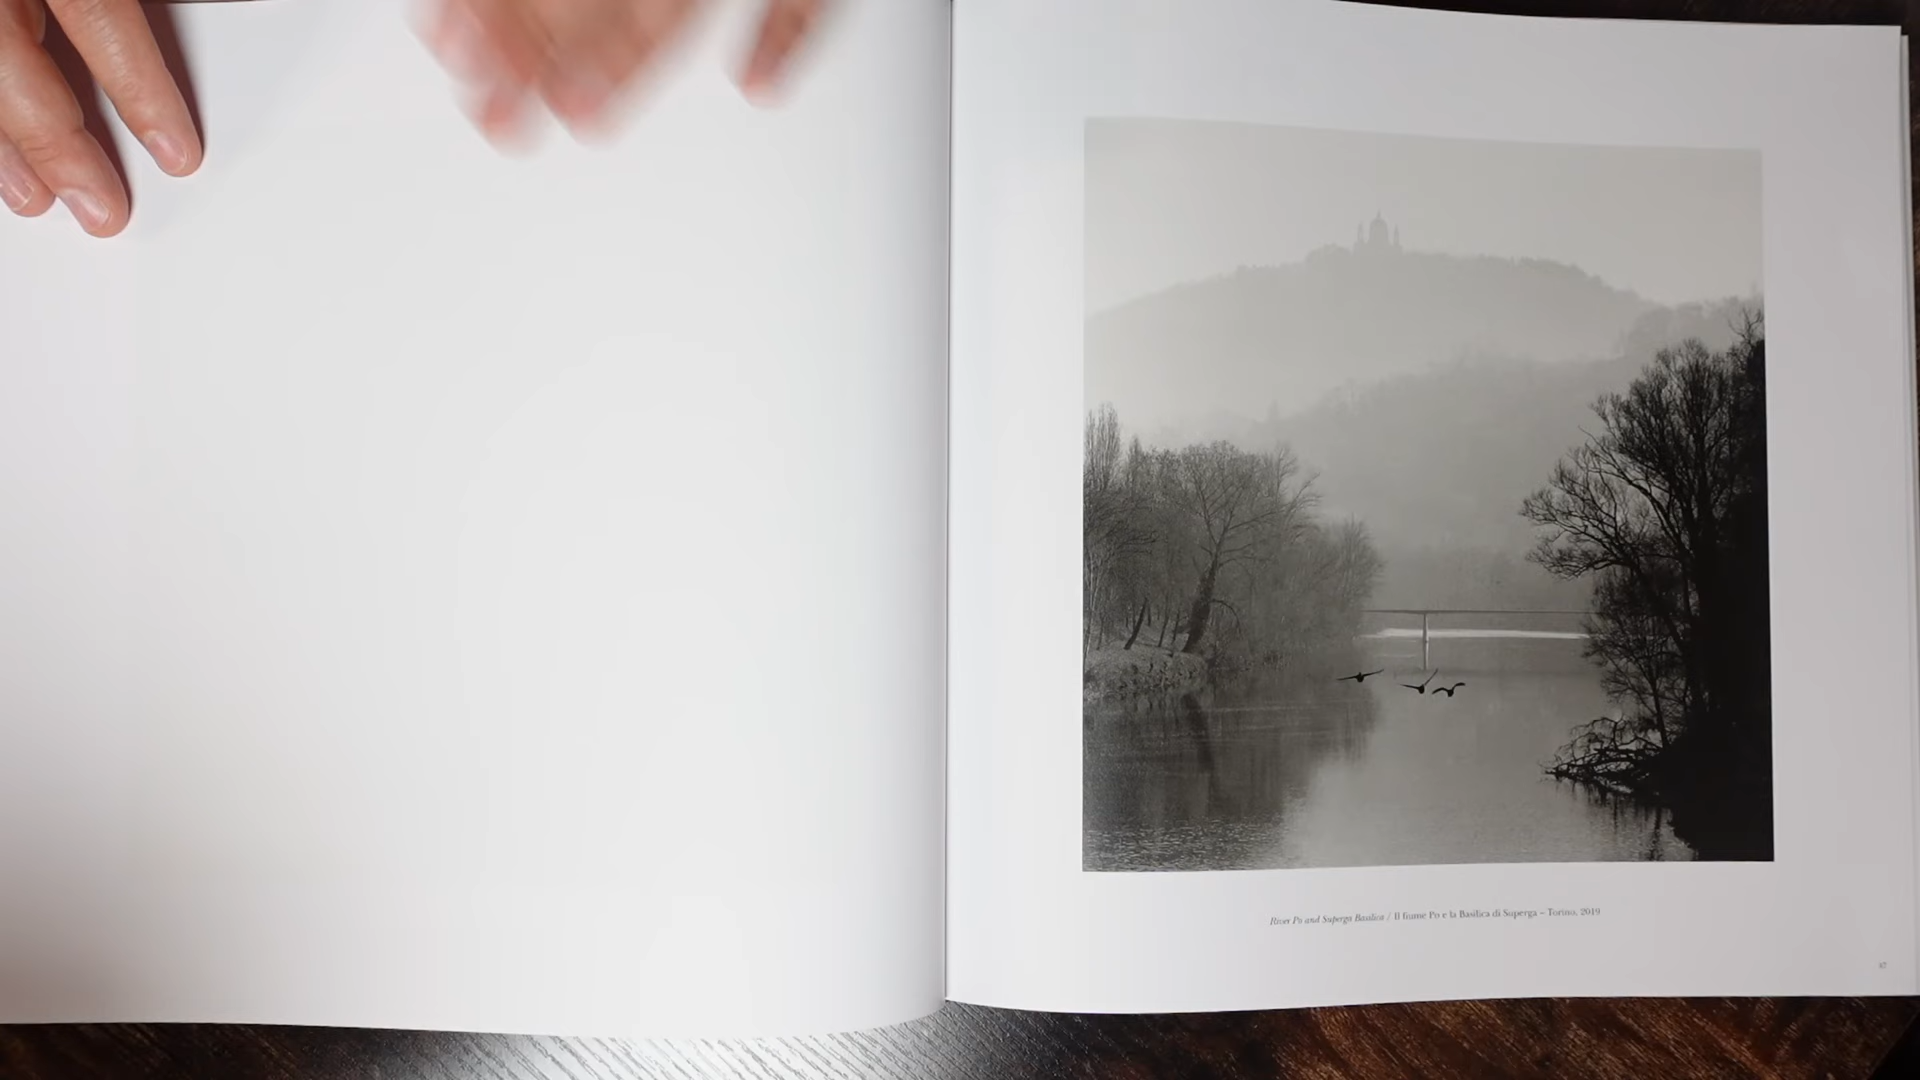 River Po and Superga Basilica / Il fiume Po e la Basilica di Superga – Torino, 2019